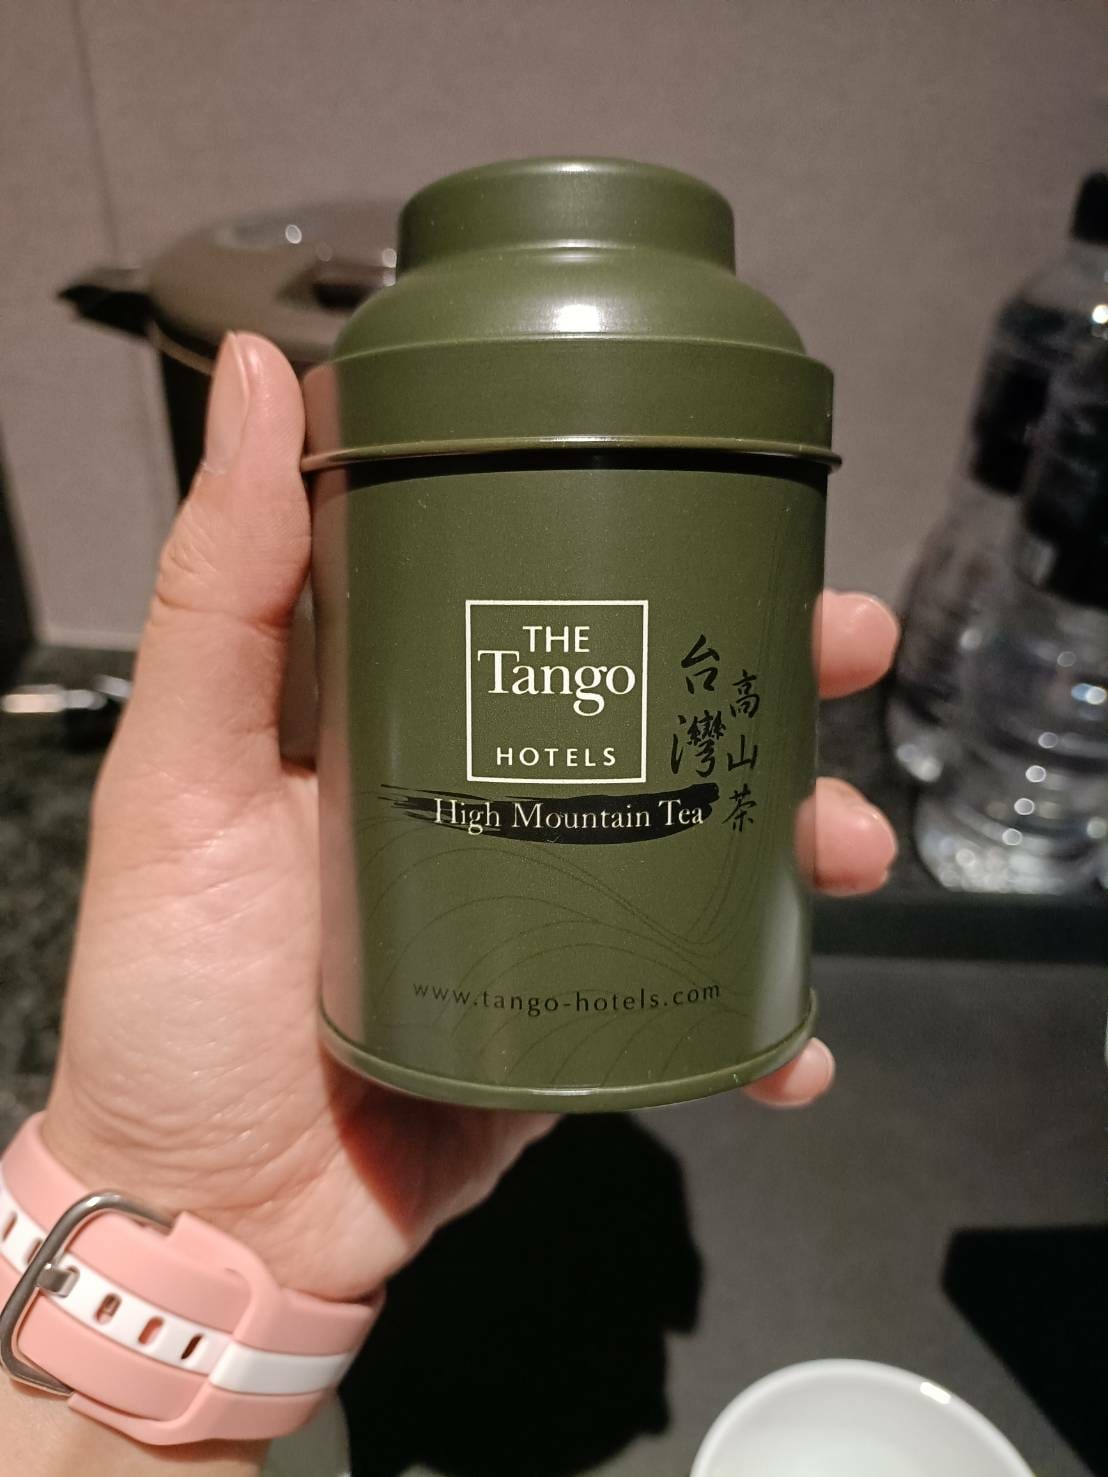 THE
Tango
HOTELS
台灣
高山茶
High Mountain Tea
www.tango-hotels.com